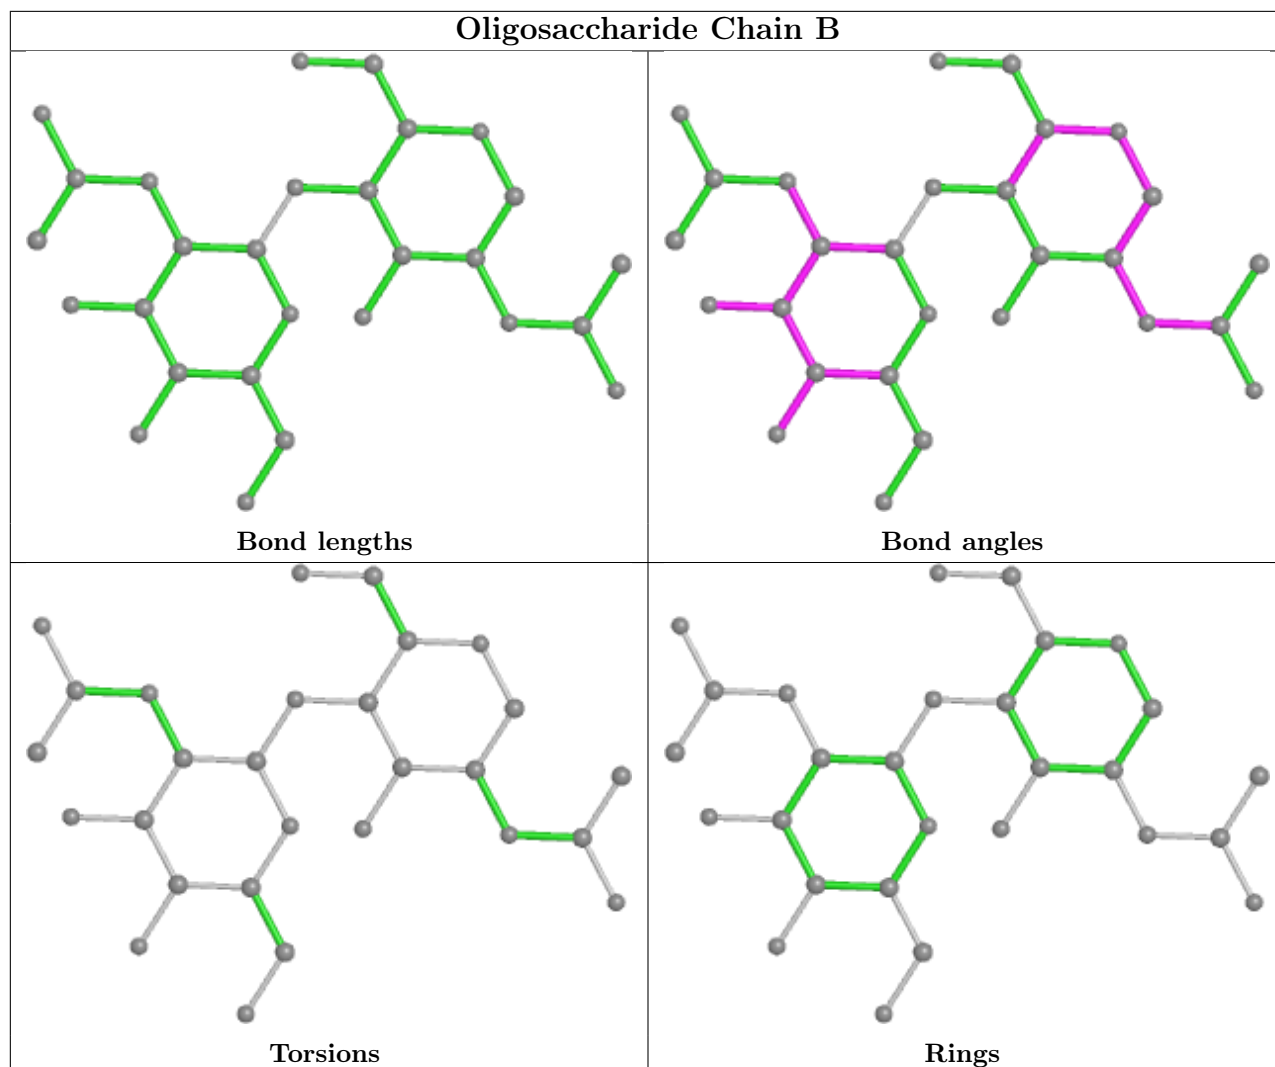 Oligosaccharide Chain B
Bond lengths
Bond angles
Torsions
Rings